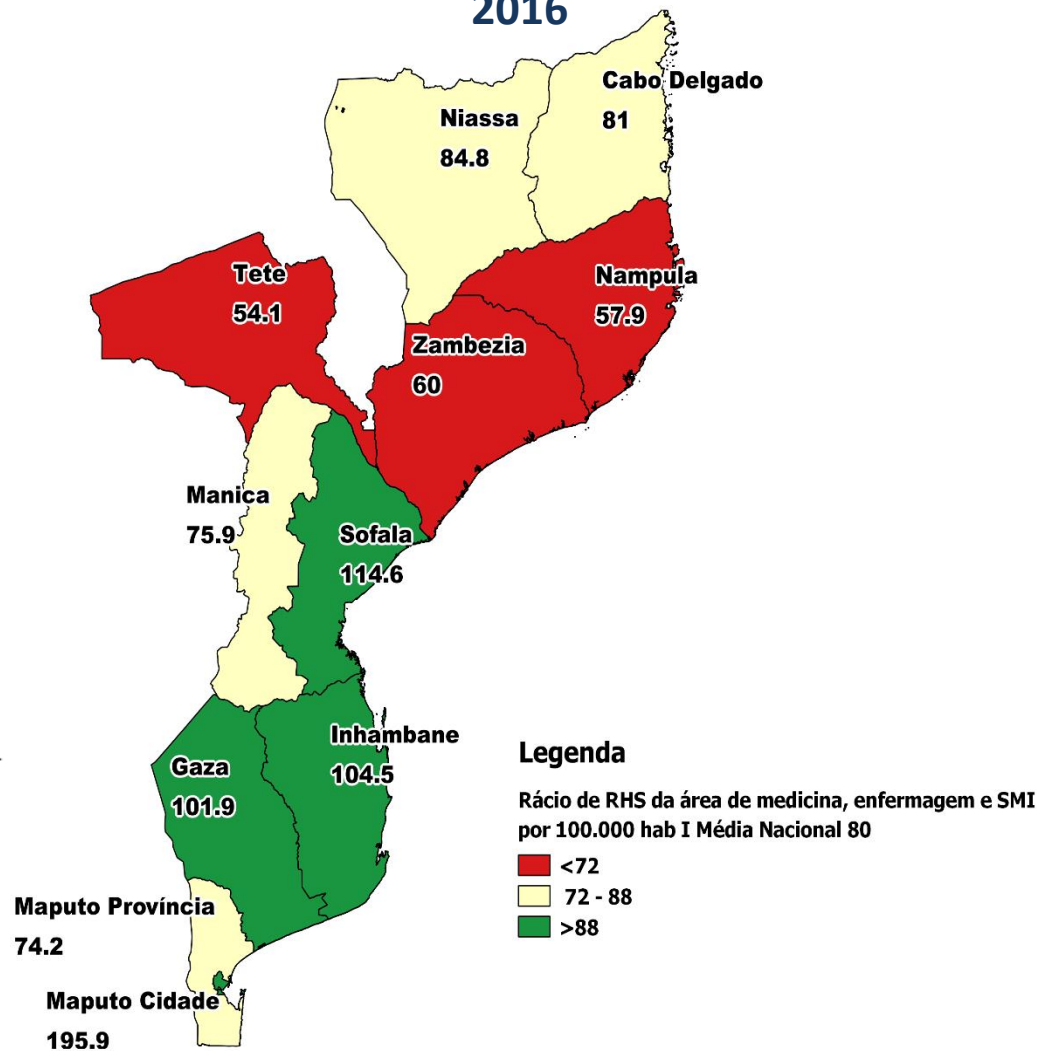 2016
Cabo Delgado
81
Niassa
84.8
Tete
54.1
Nampula
57.9
Zambezia
60
Manica
75.9
Sofala
114.6
Inhambane
104.5
Gaza
101.9
Maputo Província
74.2
Maputo Cidade
195.9
Legenda
Rácio de RHS da área de medicina, enfermagem e SMI
por 100.000 hab I Média Nacional 80
<72
72 - 88
>88